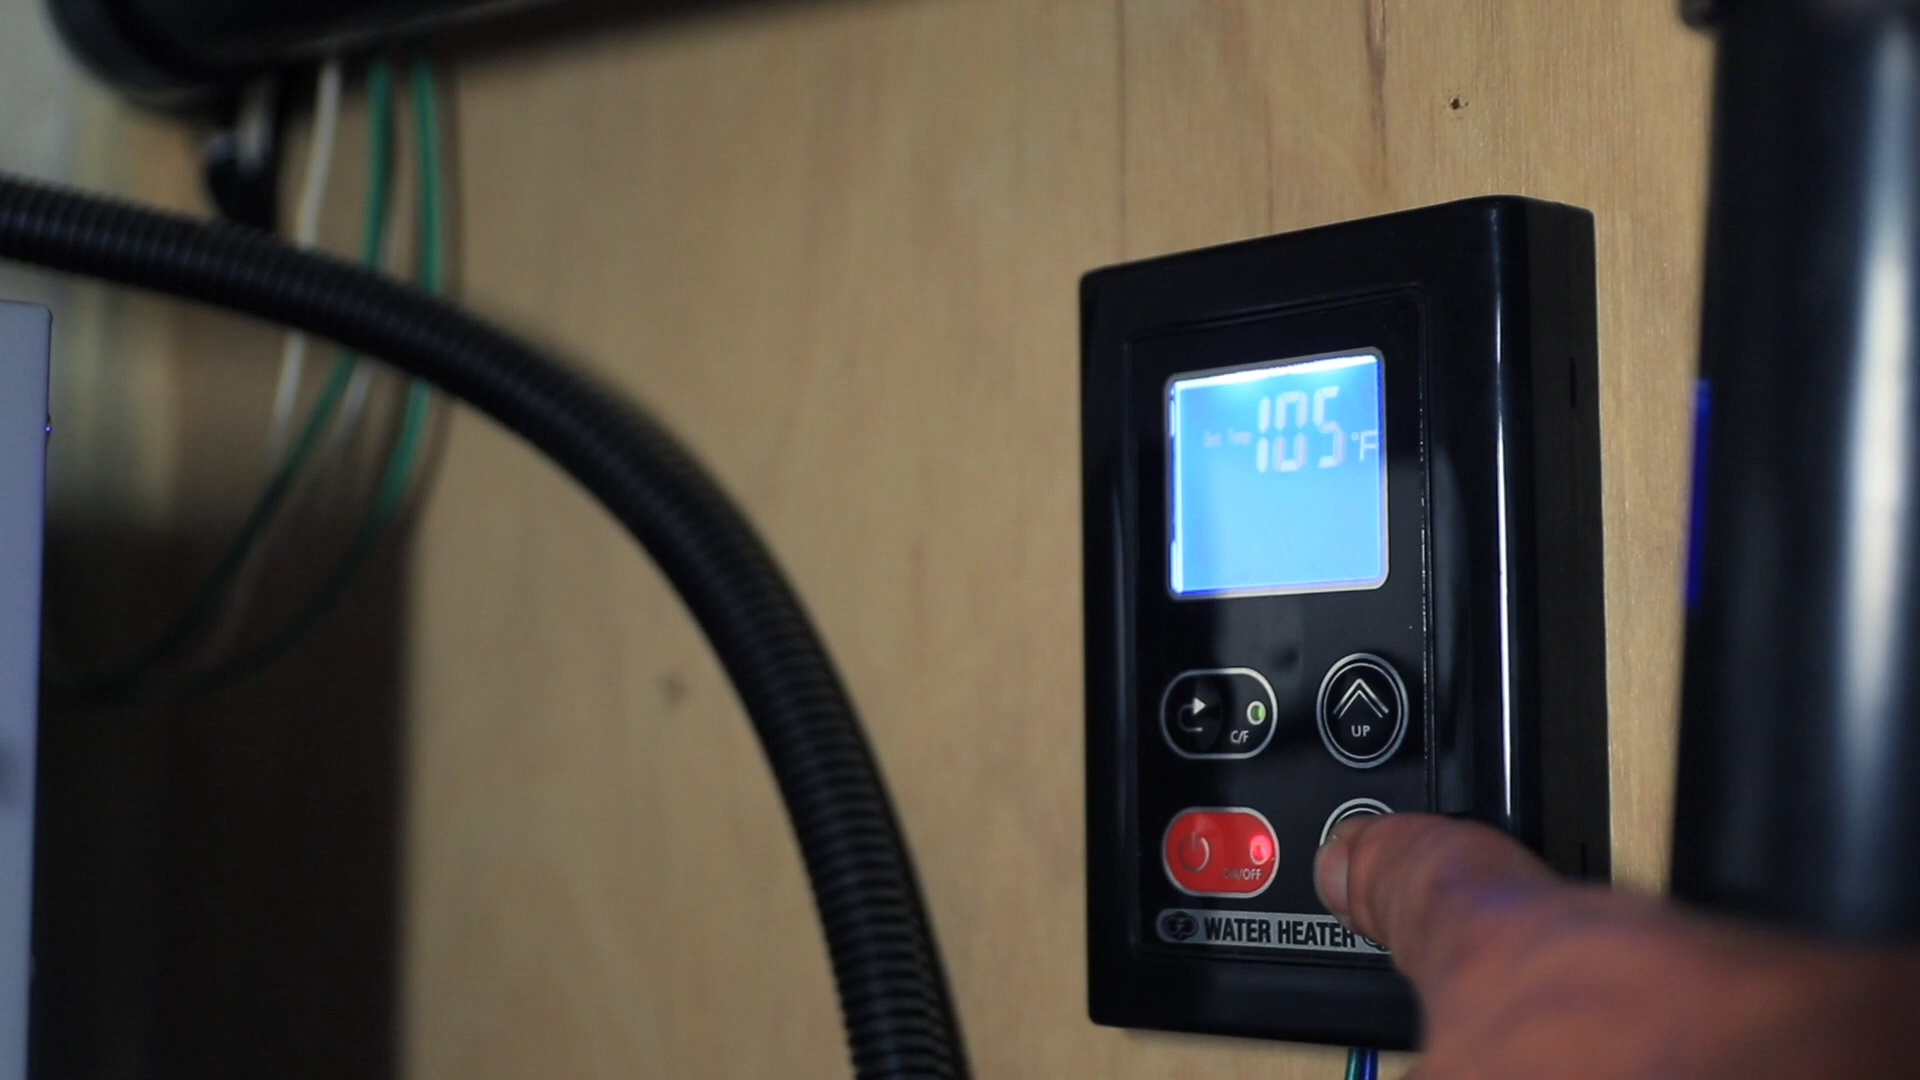 Set Temp 105 °F
C/F
UP
ON/OFF
WATER HEATER